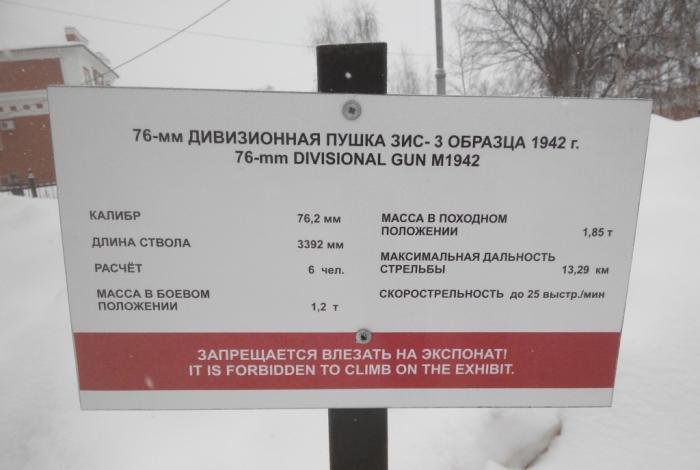 76-мм ДИВИЗИОННАЯ ПУШКА ЗИС- 3 ОБРАЗЦА 1942 г.
76-mm DIVISIONAL GUN M1942
КАЛИБР 76,2 мм
ДЛИНА СТВОЛА 3392 мм
РАСЧЁТ 6 чел.
МАССА В БОЕВОМ
ПОЛОЖЕНИИ 1,2 т
МАССА В ПОХОДНОМ
ПОЛОЖЕНИИ 1,85 т
МАКСИМАЛЬНАЯ ДАЛЬНОСТЬ
СТРЕЛЬБЫ 13,29 км
СКОРОСТРЕЛЬНОСТЬ до 25 выстр./мин
ЗАПРЕЩАЕТСЯ ВЛЕЗАТЬ НА ЭКСПОНАТ!
IT IS FORBIDDEN TO CLIMB ON THE EXHIBIT.